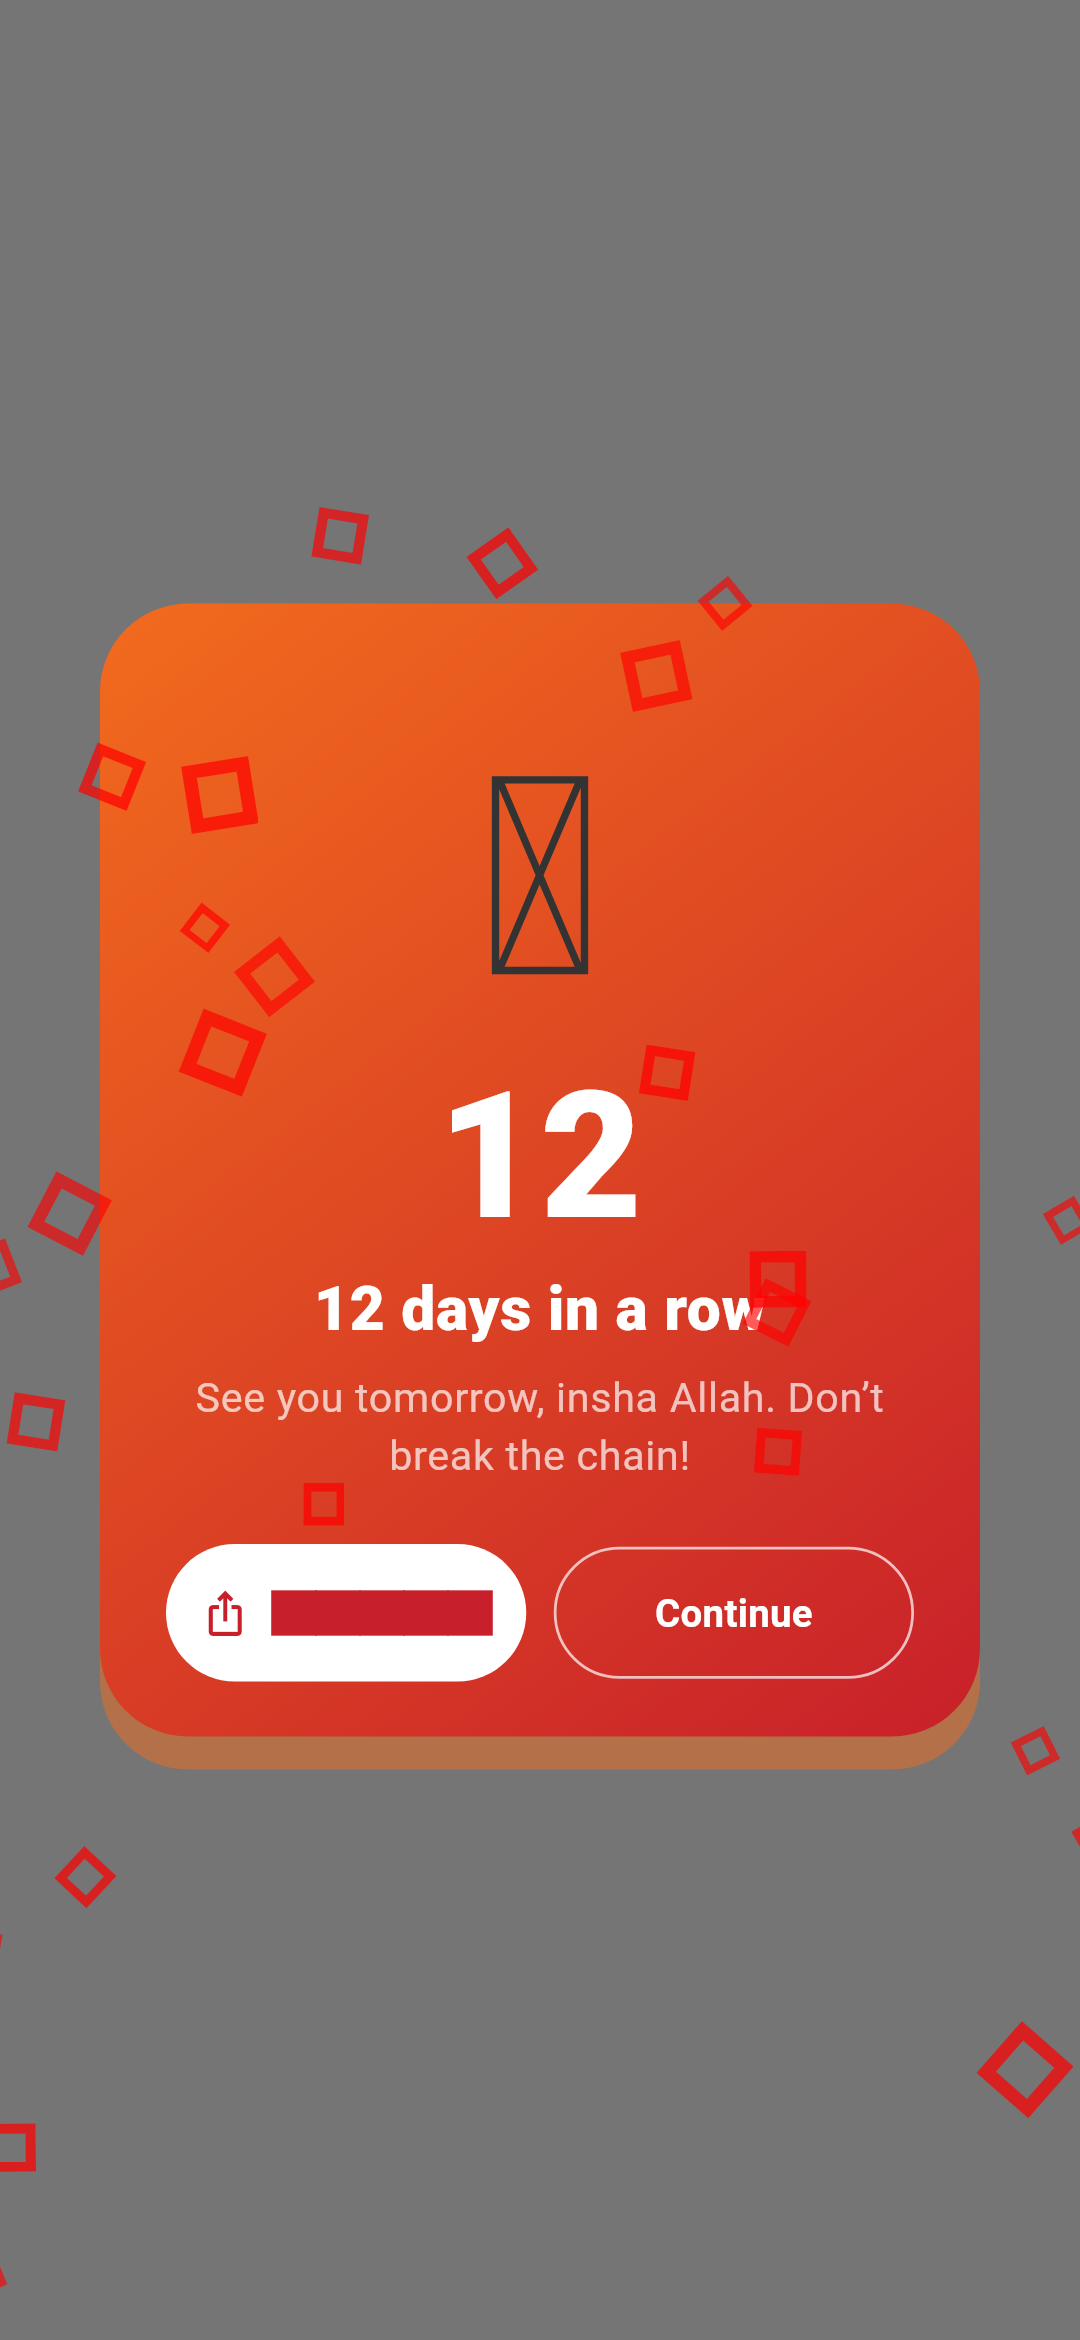 12
12 days in a row
See you tomorrow, insha Allah. Don’t
break the chain!
Continue